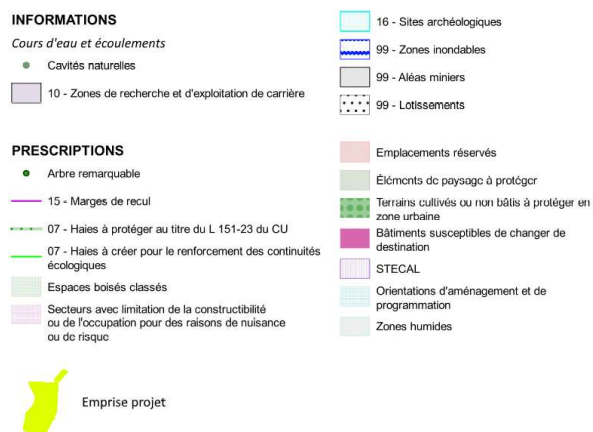 INFORMATIONS
Cours d'eau et écoulements
Cavités naturelles
10 - Zones de recherche et d'exploitation de carrière
16 - Sites archéologiques
99 - Zones inondables
99 - Aléas miniers
99 - Lotissements
PRESCRIPTIONS
Arbre remarquable
15 - Marges de recul
07 - Haies à protéger au titre du L 151-23 du CU
07 - Haies à créer pour le renforcement des continuités
écologiques
Espaces boisés classés
Secteurs avec limitation de la constructibilité
ou de l'occupation pour des raisons de nuisance
ou de risque
Emplacements réservés
Éléments de paysage à protéger
Terrains cultivés ou non bâtis à protéger en
zone urbaine
Bâtiments susceptibles de changer de
destination
STECAL
Orientations d'aménagement et de
programmation
Zones humides
Emprise projet